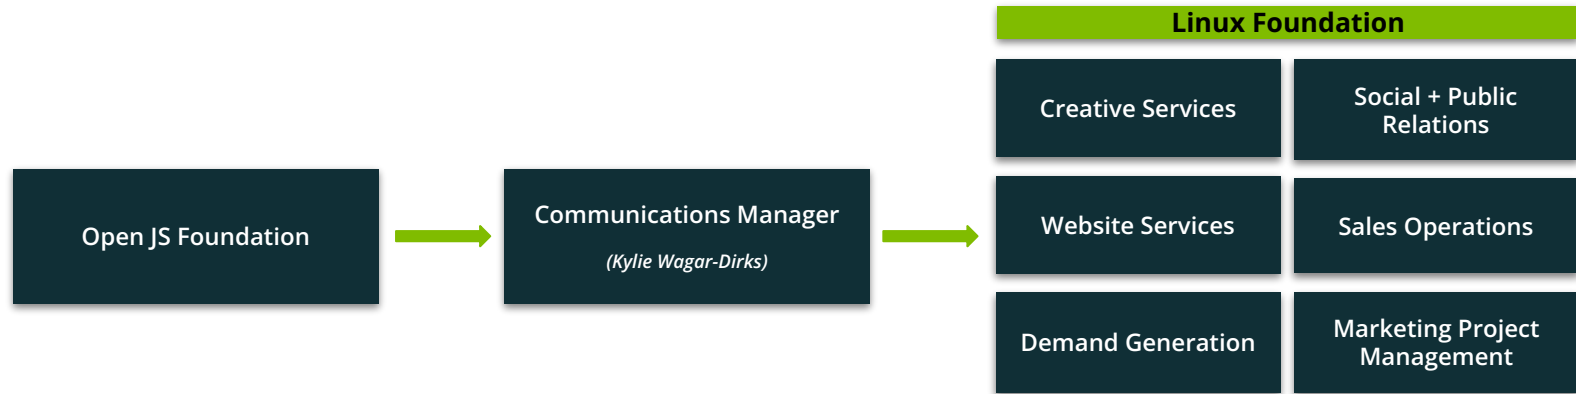 Linux Foundation
Creative Services
Social + Public
Relations
Open JS Foundation
Communications Manager
(Kylie Wagar-Dirks)
Website Services
Sales Operations
Demand Generation
Marketing Project
Management